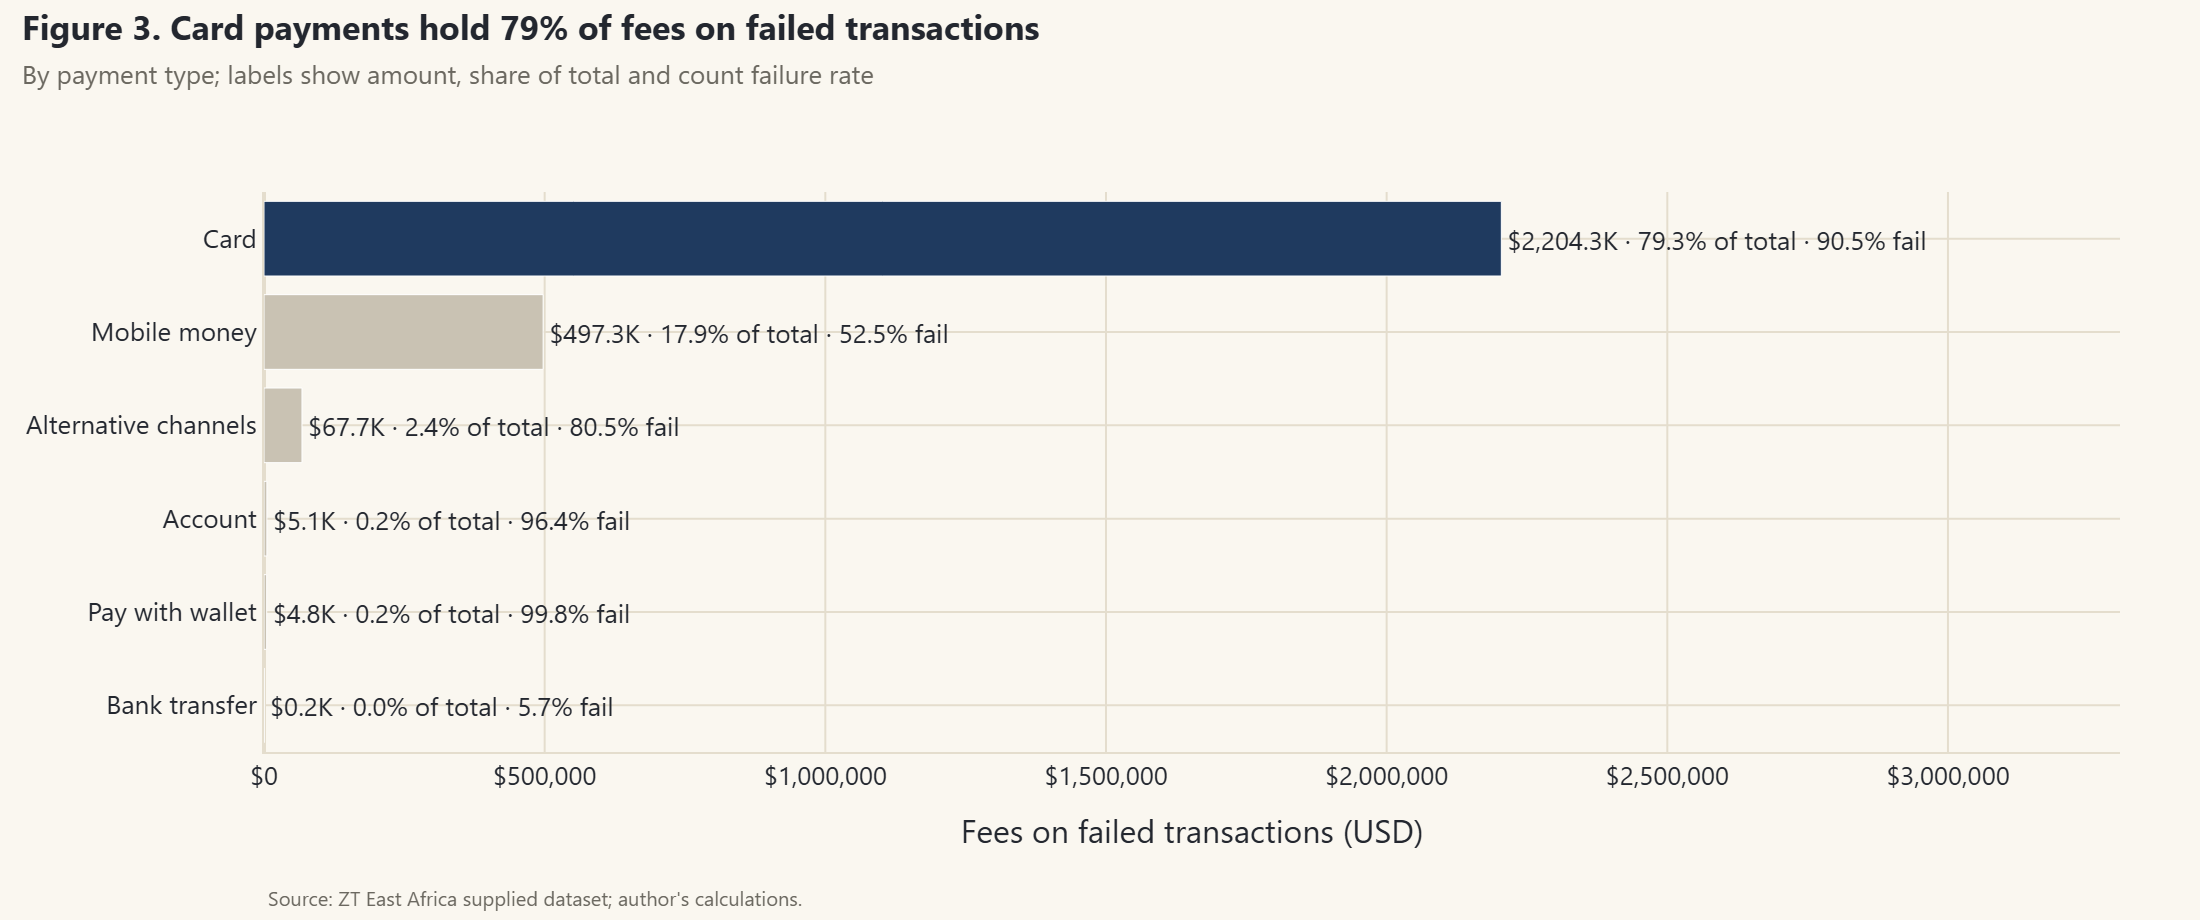 Figure 3. Card payments hold 79% of fees on failed transactions
By payment type; labels show amount, share of total and count failure rate
Card $2,204.3K · 79.3% of total · 90.5% fail
Mobile money $497.3K · 17.9% of total · 52.5% fail
Alternative channels $67.7K · 2.4% of total · 80.5% fail
Account $5.1K · 0.2% of total · 96.4% fail
Pay with wallet $4.8K · 0.2% of total · 99.8% fail
Bank transfer $0.2K · 0.0% of total · 5.7% fail
$0 $500,000 $1,000,000 $1,500,000 $2,000,000 $2,500,000 $3,000,000
Fees on failed transactions (USD)
Source: ZT East Africa supplied dataset; author's calculations.